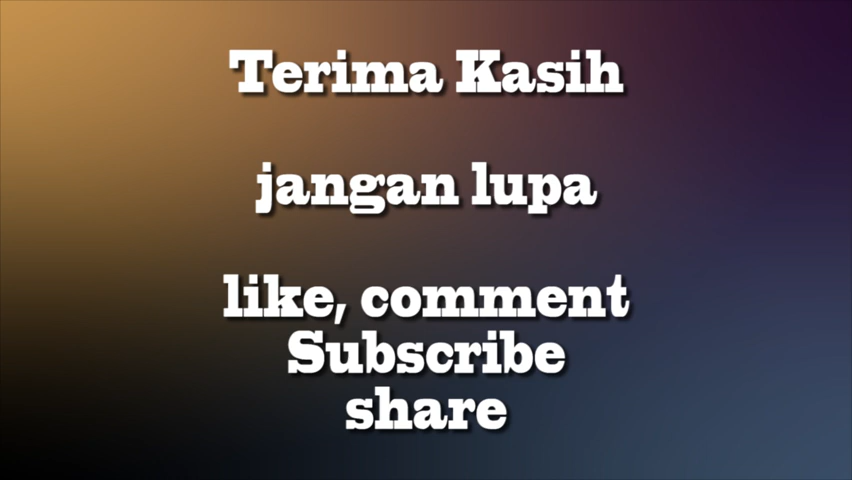 Terima Kasih
jangan lupa
like, comment
Subscribe
share